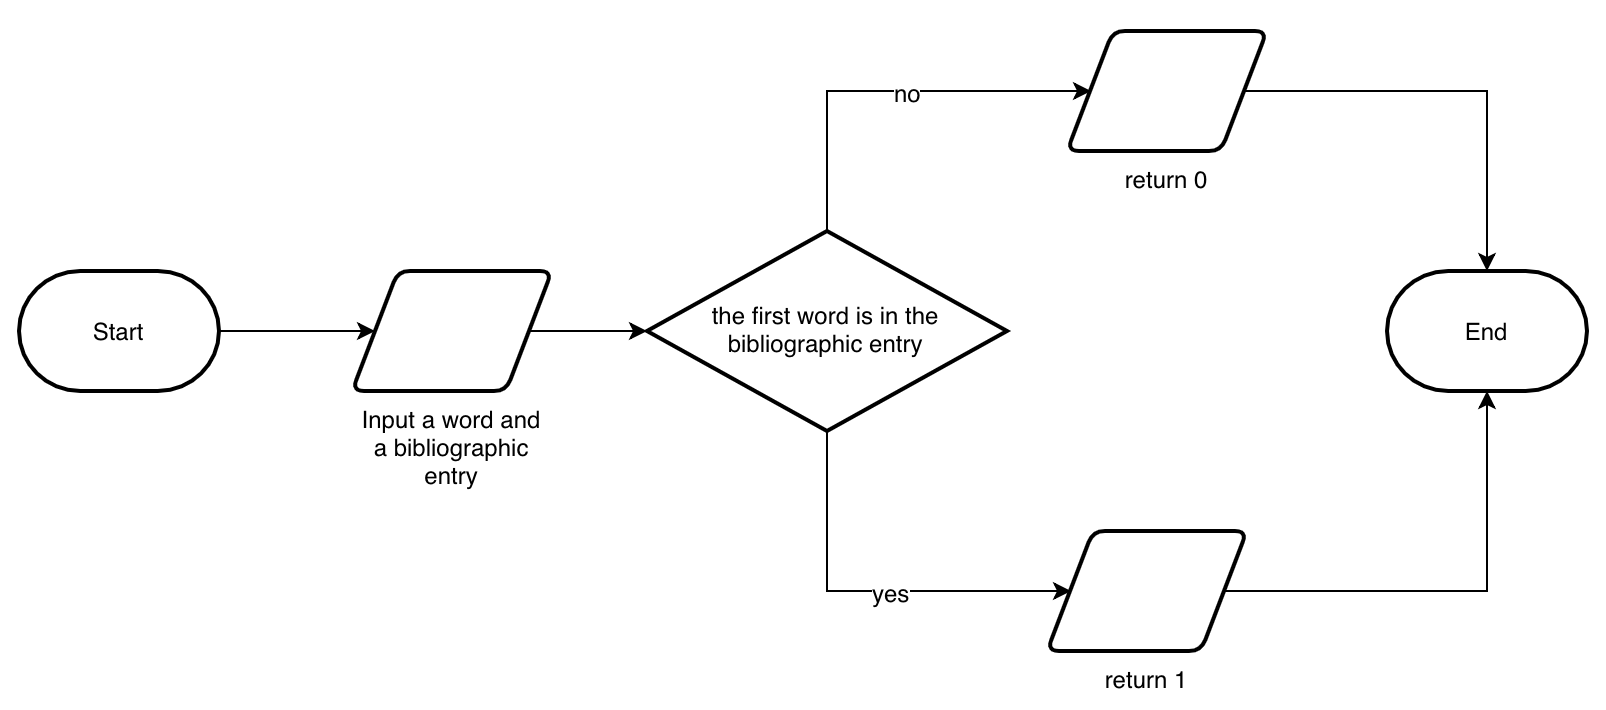 Start
Input a word and
a bibliographic
entry
the first word is in the
bibliographic entry
no
return 0
yes
return 1
End